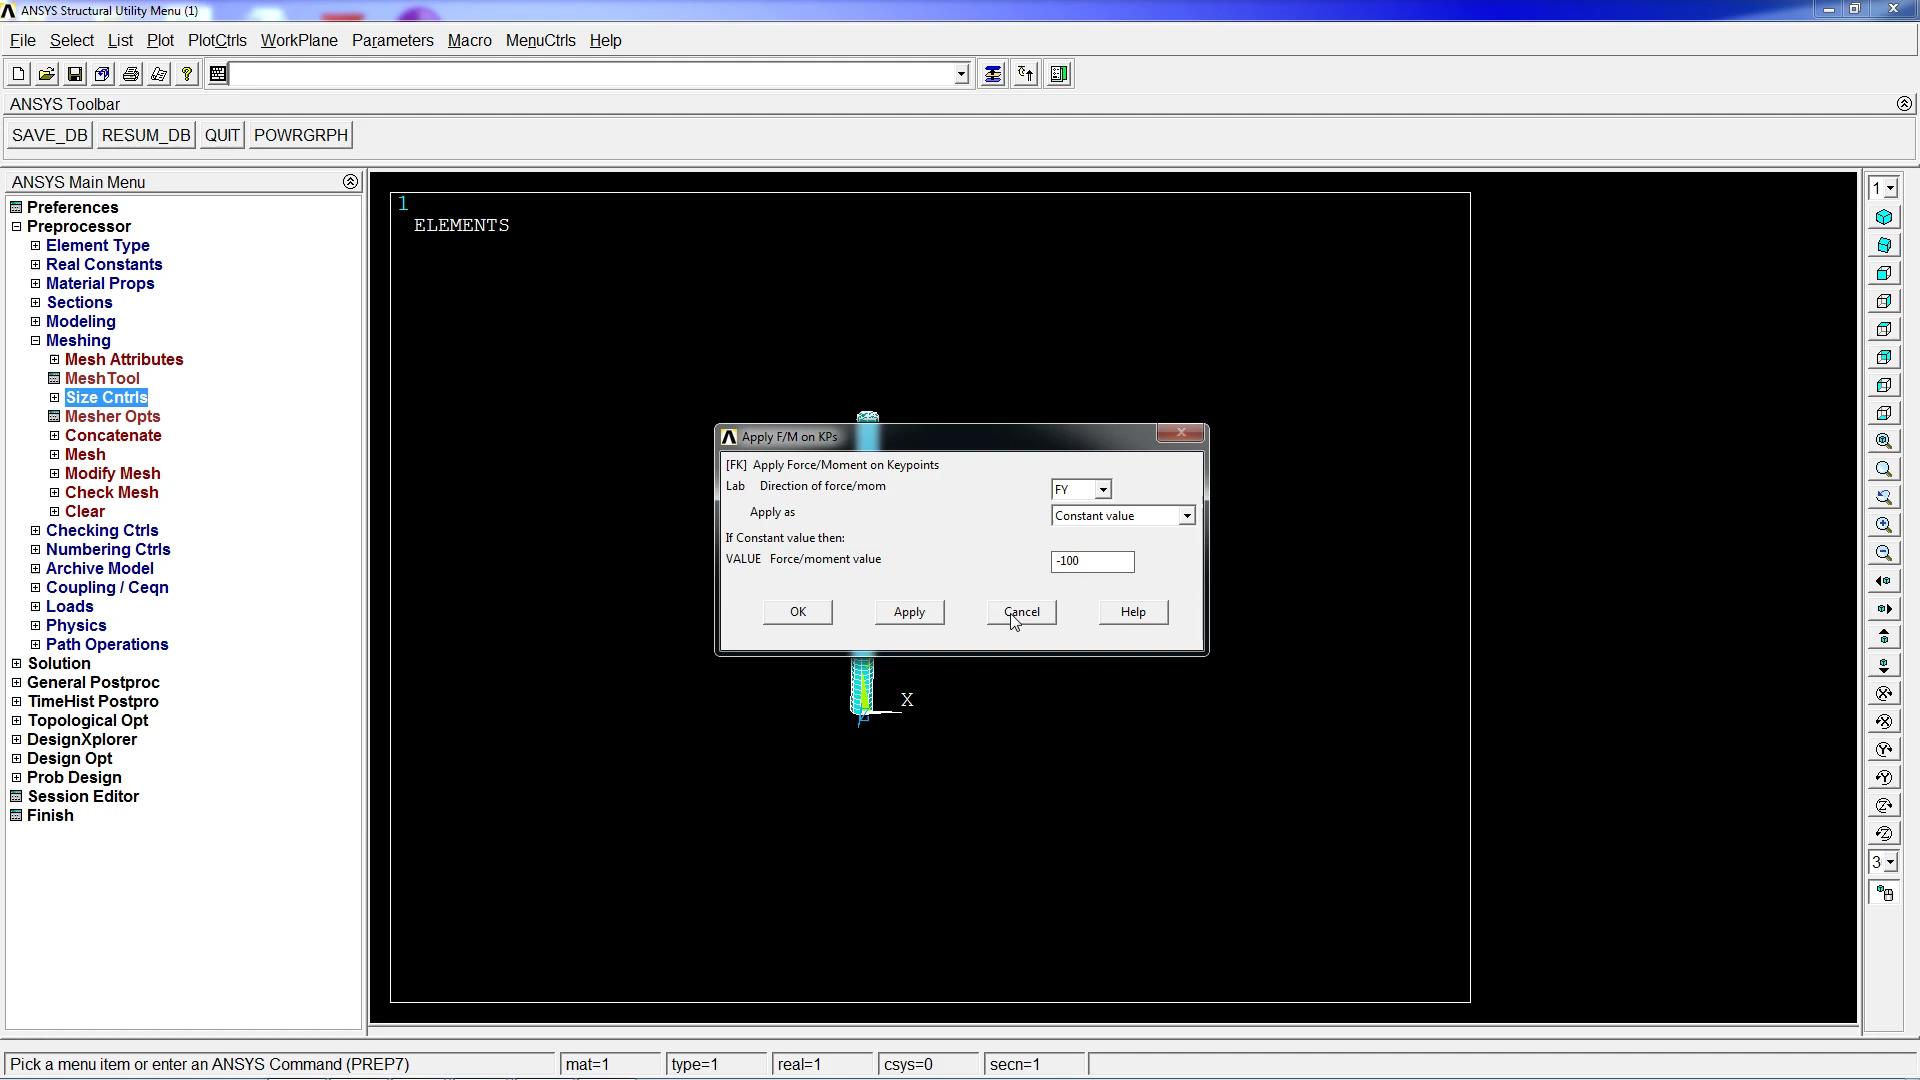 ANSYS Structural Utility Menu (1)
File Select List Plot PlotCtrls WorkPlane Parameters Macro MenuCtrls Help
ANSYS Toolbar
SAVE_DB RESUM_DB QUIT POWRGRPH
ANSYS Main Menu
Preferences
Preprocessor
Element Type
Real Constants
Material Props
Sections
Modeling
Meshing
Mesh Attributes
MeshTool
Size Cntrls
Mesher Opts
Concatenate
Mesh
Modify Mesh
Check Mesh
Clear
Checking Ctrls
Numbering Ctrls
Archive Model
Coupling / Ceqn
Loads
Physics
Path Operations
Solution
General Postproc
TimeHist Postpro
Topological Opt
DesignXplorer
Design Opt
Prob Design
Session Editor
Finish
1
ELEMENTS
Apply F/M on KPs
[FK] Apply Force/Moment on Keypoints
Lab Direction of force/mom FY
Apply as Constant value
If Constant value then:
VALUE Force/moment value -100
OK Apply Cancel Help
X
Z
1
3
Pick a menu item or enter an ANSYS Command (PREP7) mat=1 type=1 real=1 csys=0 secn=1